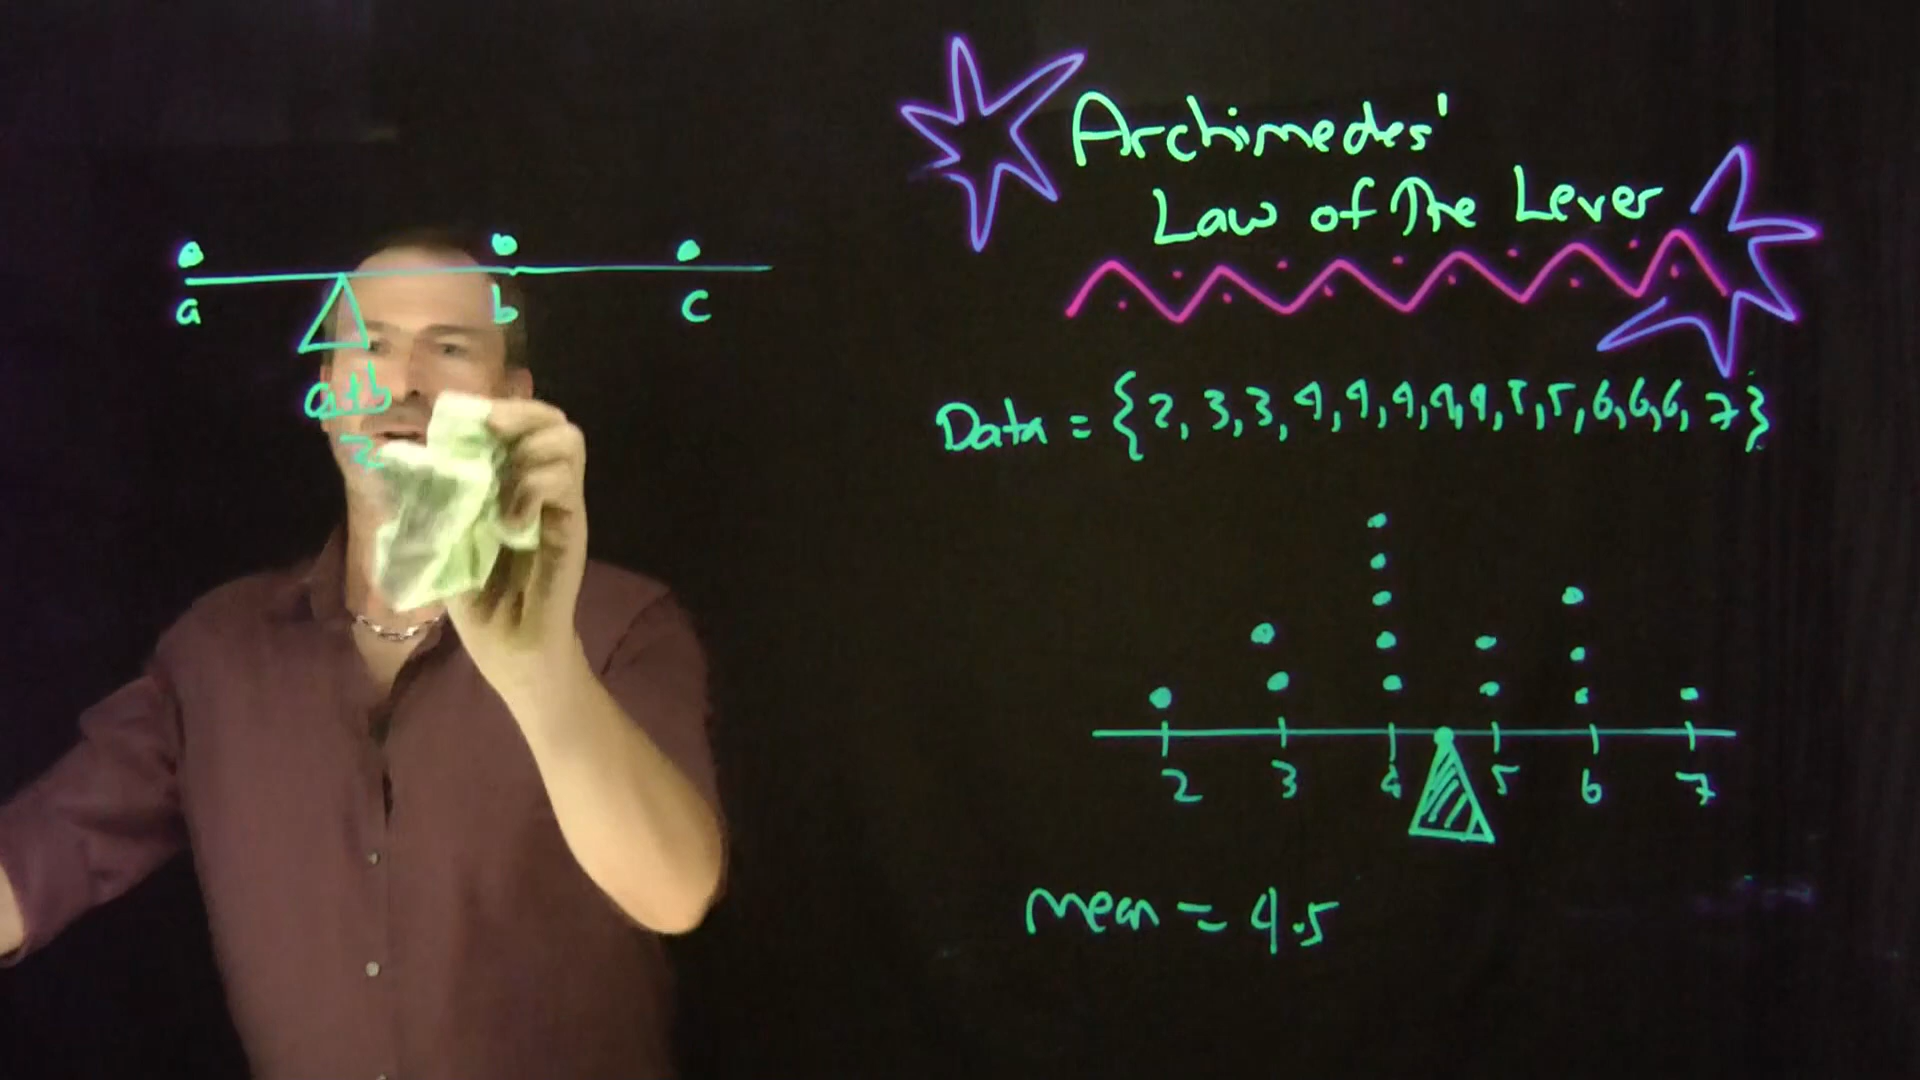 Archimedes'
Law of The Lever
a b c
a+b
2
Data = {2, 3, 3, 4, 4, 4, 4, 4, 5, 5, 6, 6, 6, 7}
2 3 4 5 6 7
mean = 4.5